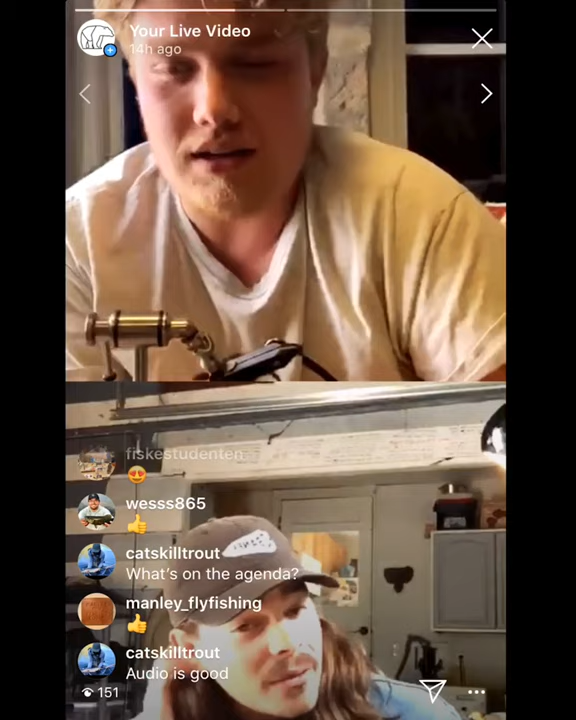 Your Live Video
14h ago
fiskestudenten
wesss865
catskilltrout
What's on the agenda?
manley_flyfishing
catskilltrout
Audio is good
151